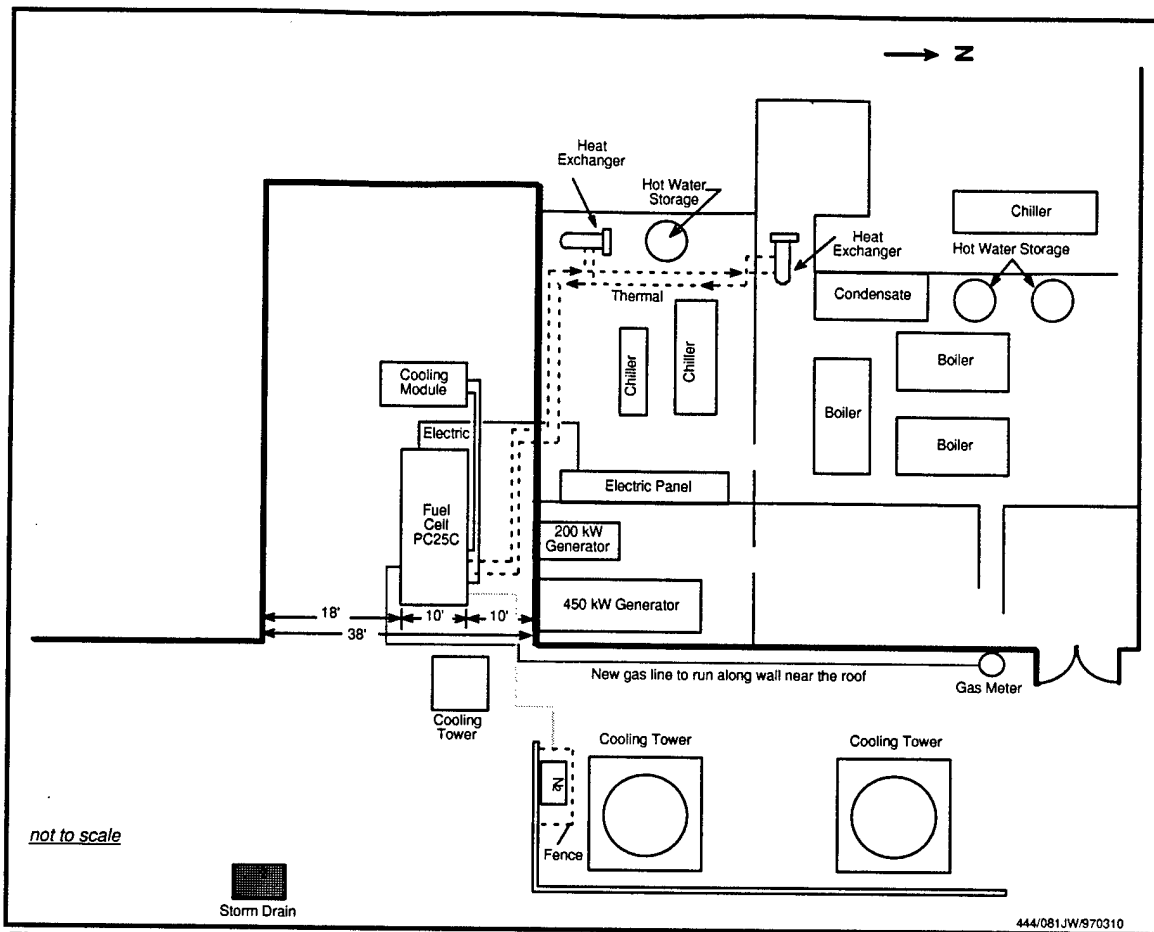 N
Heat
Exchanger
Hot Water
Storage
Chiller
Heat
Exchanger
Hot Water Storage
Thermal
Condensate
Cooling
Module
Chiller
Chiller
Boiler
Boiler
Boiler
Electric
Electric Panel
Fuel
Cell
PC25C
200 kW
Generator
450 kW Generator
18'
10'
10'
38'
New gas line to run along wall near the roof
Gas Meter
Cooling
Tower
Cooling Tower
Cooling Tower
N2
Fence
not to scale
Storm Drain
444/081JW/970310